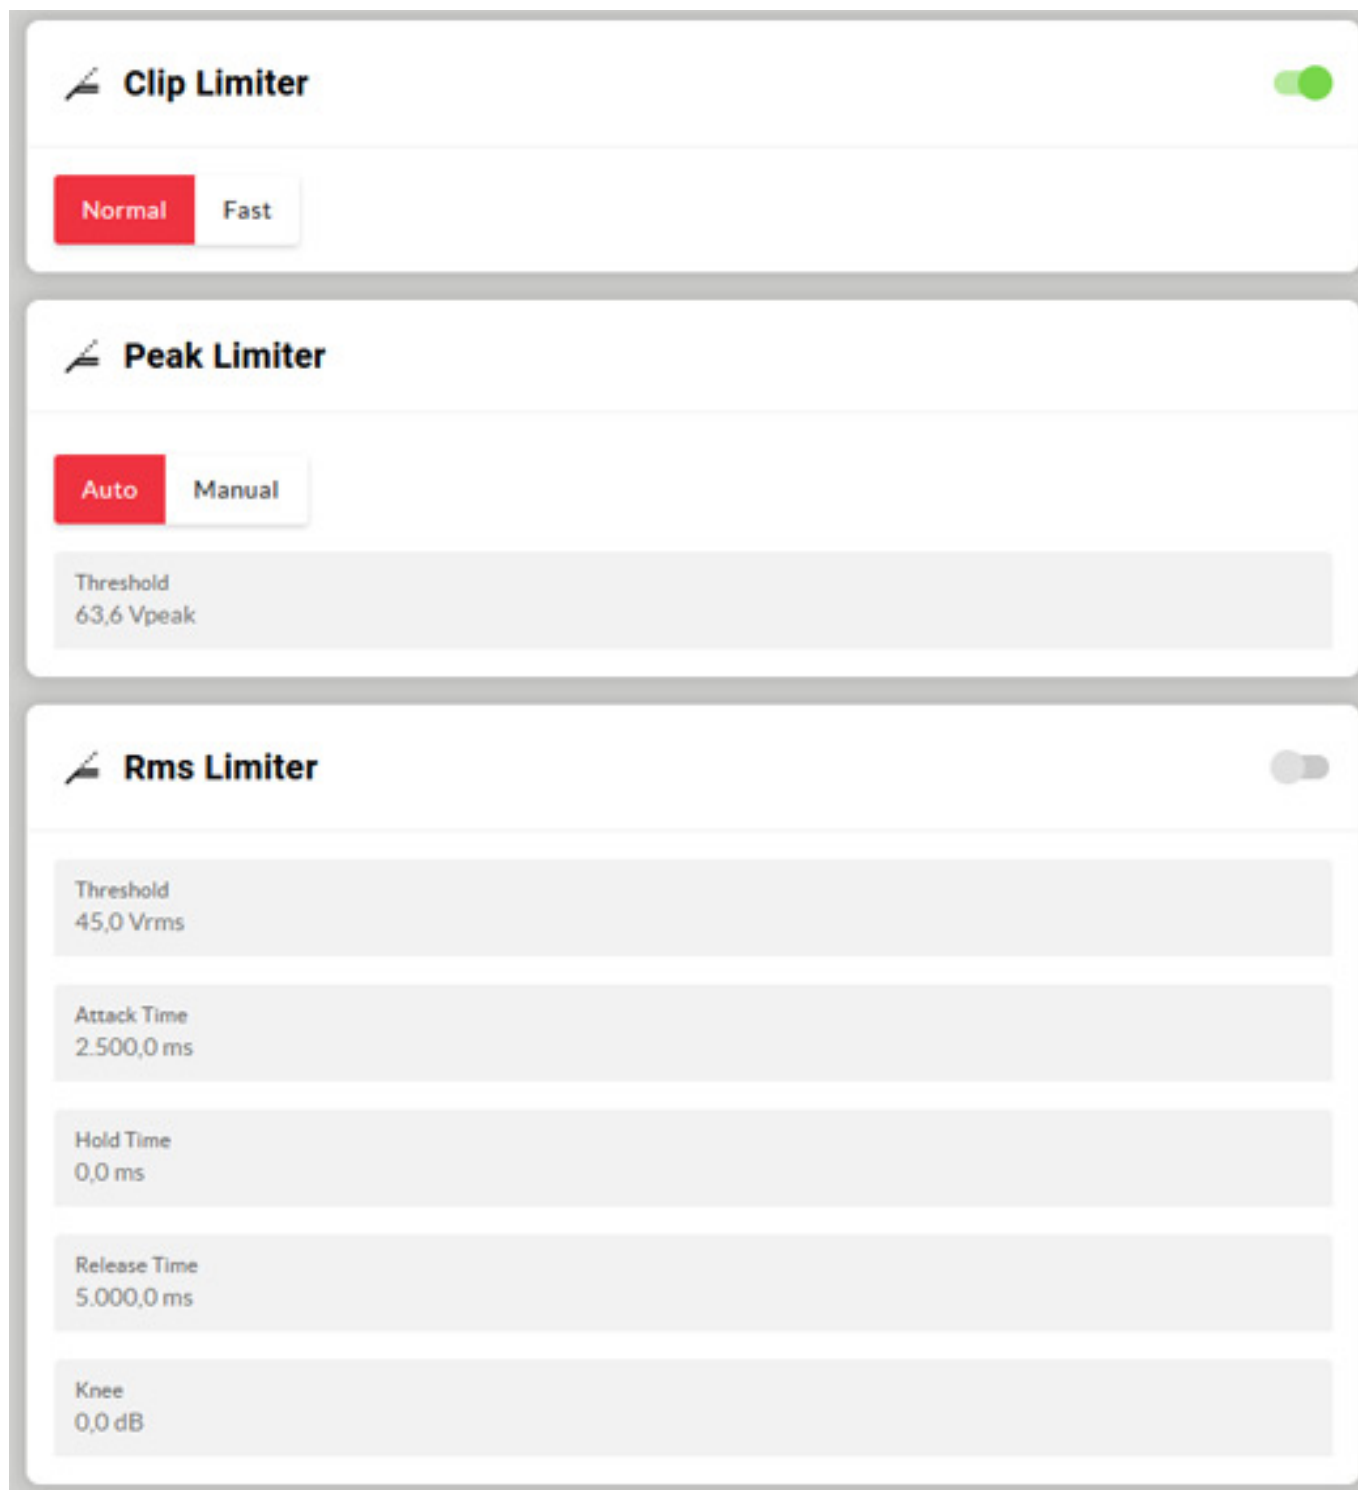 Clip Limiter
Normal Fast
Peak Limiter
Auto Manual
Threshold
63,6 Vpeak
Rms Limiter
Threshold
45,0 Vrms
Attack Time
2.500,0 ms
Hold Time
0,0 ms
Release Time
5.000,0 ms
Knee
0,0 dB